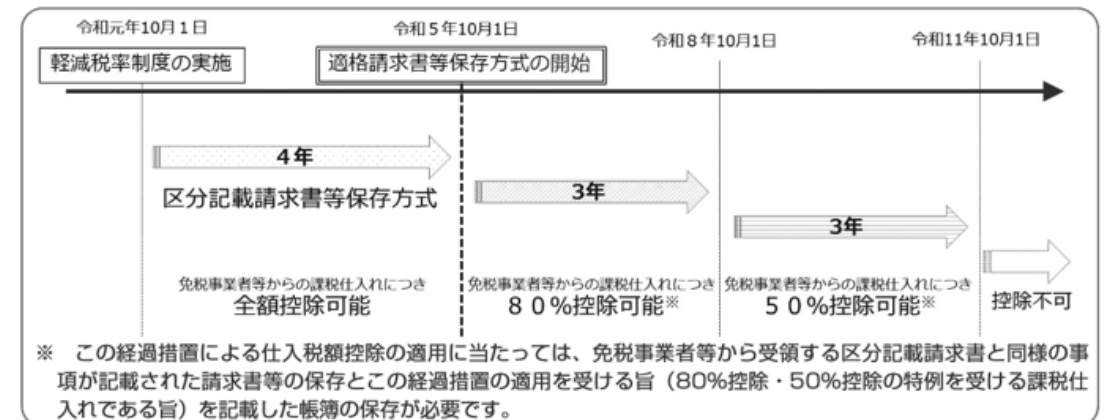 令和元年10月1日
令和5年10月1日
令和8年10月1日
令和11年10月1日
軽減税率制度の実施
適格請求書等保存方式の開始
4年
区分記載請求書等保存方式
3年
3年
免税事業者等からの課税仕入れにつき
全額控除可能
免税事業者等からの課税仕入れにつき
80%控除可能※
免税事業者等からの課税仕入れにつき
50%控除可能※
控除不可
※ この経過措置による仕入税額控除の適用に当たっては、免税事業者等から受領する区分記載請求書と同様の事
項が記載された請求書等の保存とこの経過措置の適用を受ける旨(80%控除・50%控除の特例を受ける課税仕
入れである旨)を記載した帳簿の保存が必要です。